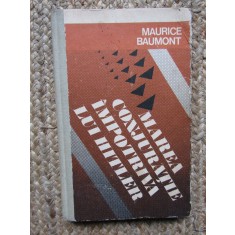 MAURICE
BAUMONT
MAREA
CONJURAȚIE
ÎMPOTRIVA
LUI HITLER